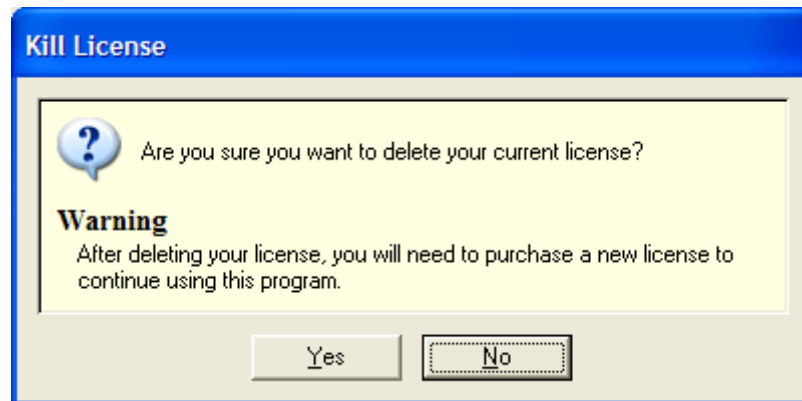 Kill License
Are you sure you want to delete your current license?
Warning
After deleting your license, you will need to purchase a new license to
continue using this program.
Yes No